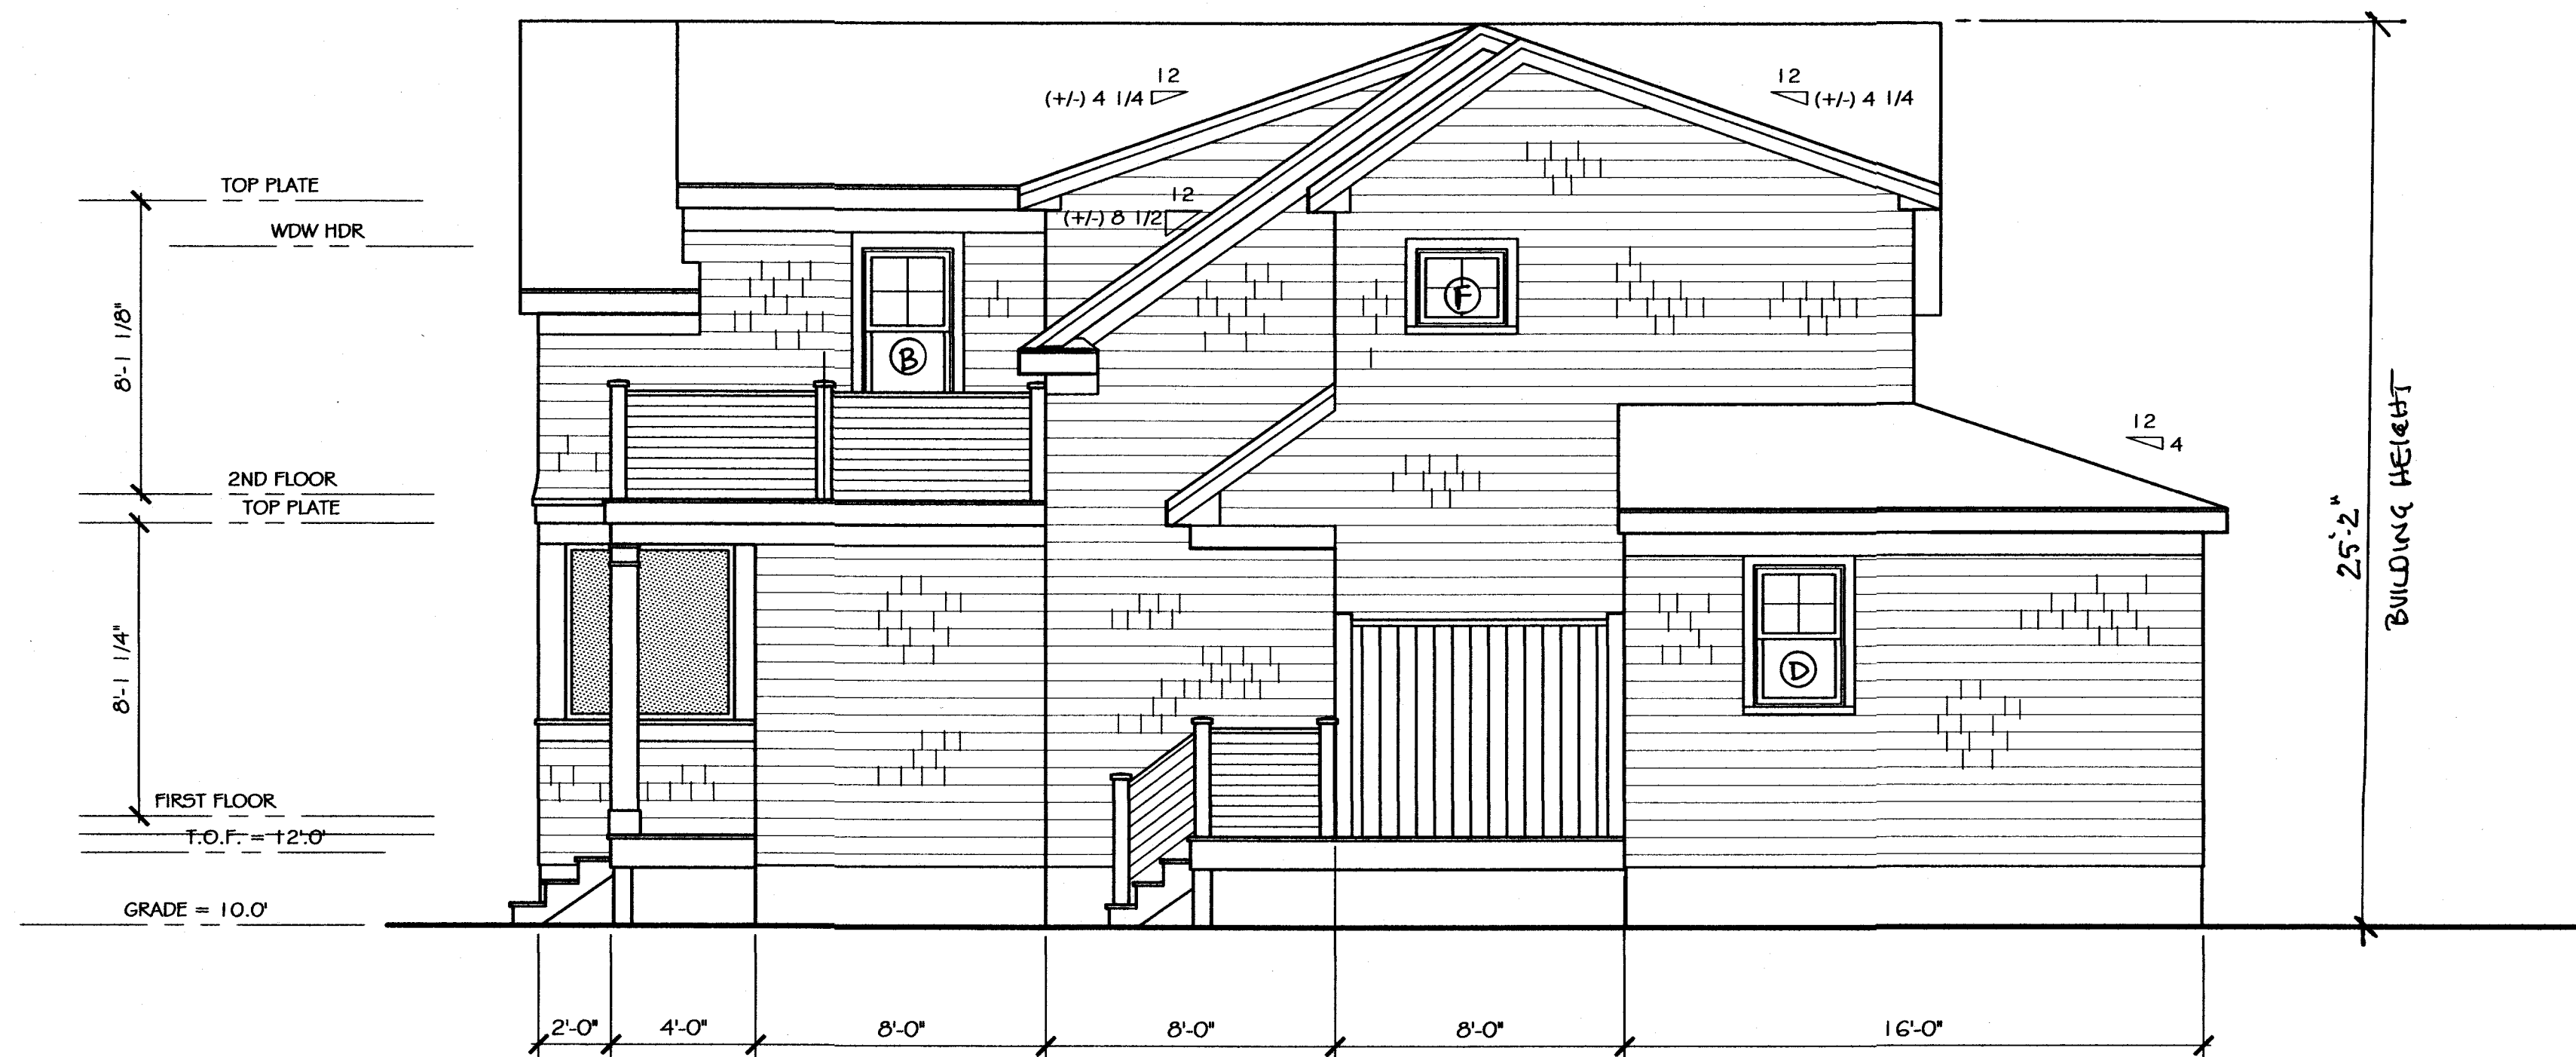 12
(+/-) 4 1/4
12
(+/-) 4 1/4
TOP PLATE
WDW HDR
12
(+/-) 8 1/2
8'-1 1/8"
B
F
12
4
2ND FLOOR
TOP PLATE
25'-2"
BUILDING HEIGHT
8'-1 1/4"
D
FIRST FLOOR
T.O.F. = 12'0'
GRADE = 10.0'
2'-0"
4'-0"
8'-0"
8'-0"
8'-0"
16'-0"